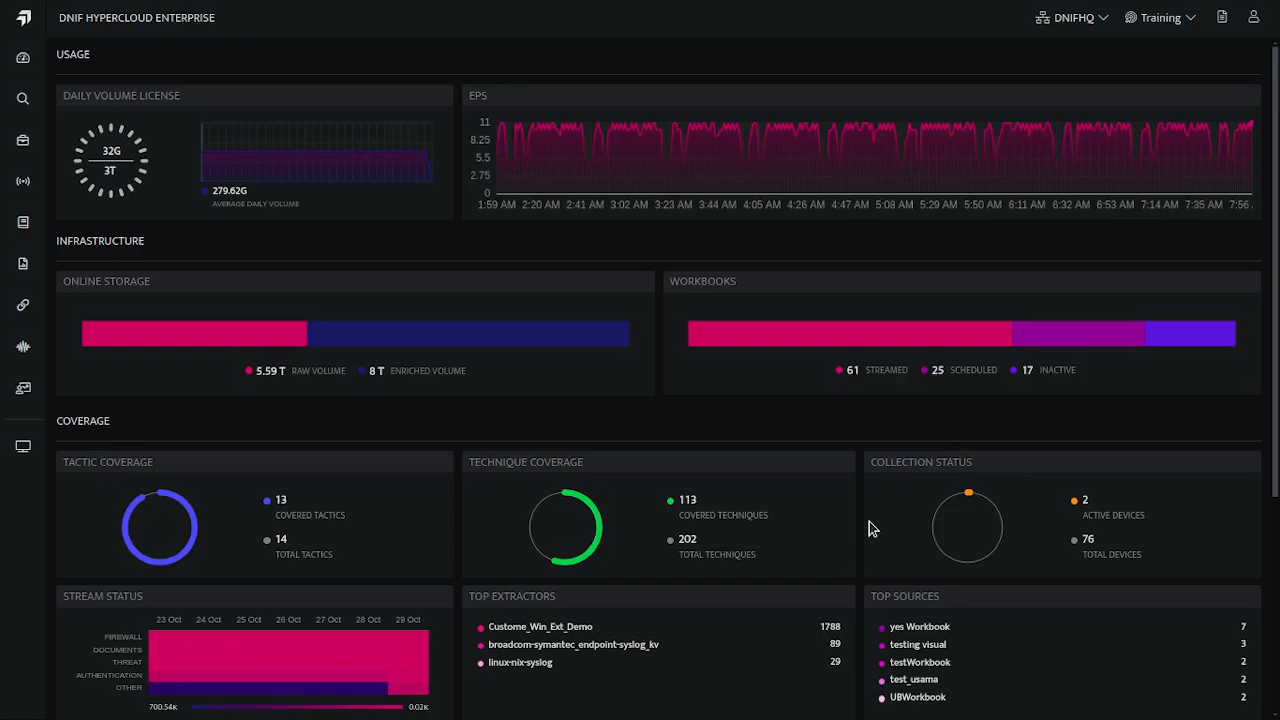 DNIF HYPERCLOUD ENTERPRISE
DNIFHQ
Training
USAGE
DAILY VOLUME LICENSE
32G
3T
279.62G
AVERAGE DAILY VOLUME
EPS
11
8.25
5.5
2.75
0
1:59 AM 2:20 AM 2:41 AM 3:02 AM 3:23 AM 3:44 AM 4:05 AM 4:26 AM 4:47 AM 5:08 AM 5:29 AM 5:50 AM 6:11 AM 6:32 AM 6:53 AM 7:14 AM 7:35 AM 7:56 .
INFRASTRUCTURE
ONLINE STORAGE
5.59 T RAW VOLUME 8 T ENRICHED VOLUME
WORKBOOKS
61 STREAMED 25 SCHEDULED 17 INACTIVE
COVERAGE
TACTIC COVERAGE
13
COVERED TACTICS
14
TOTAL TACTICS
TECHNIQUE COVERAGE
113
COVERED TECHNIQUES
202
TOTAL TECHNIQUES
COLLECTION STATUS
2
ACTIVE DEVICES
76
TOTAL DEVICES
STREAM STATUS
23 Oct 24 Oct 25 Oct 26 Oct 27 Oct 28 Oct 29 Oct
FIREWALL
DOCUMENTS
THREAT
AUTHENTICATION
OTHER
700.54K 0.02K
TOP EXTRACTORS
Custome_Win_Ext_Demo 1788
broadcom-symantec_endpoint-syslog_kv 89
linux-nix-syslog 29
TOP SOURCES
yes Workbook 7
testing visual 3
testWorkbook 2
test_usama 2
UBWorkbook 2